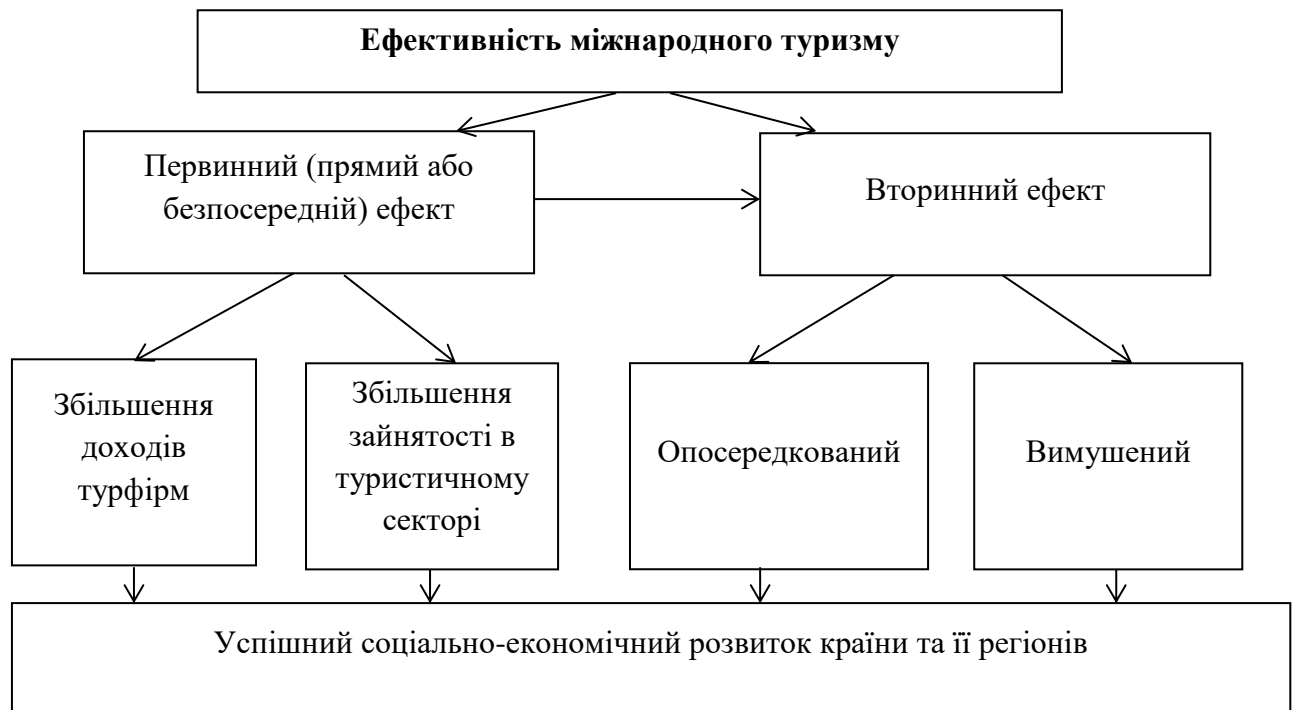 Ефективність міжнародного туризму
Первинний (прямий або
безпосередній) ефект
Вторинний ефект
Збільшення
доходів
турфірм
Збільшення
зайнятості в
туристичному
секторі
Опосередкований
Вимушений
Успішний соціально-економічний розвиток країни та її регіонів